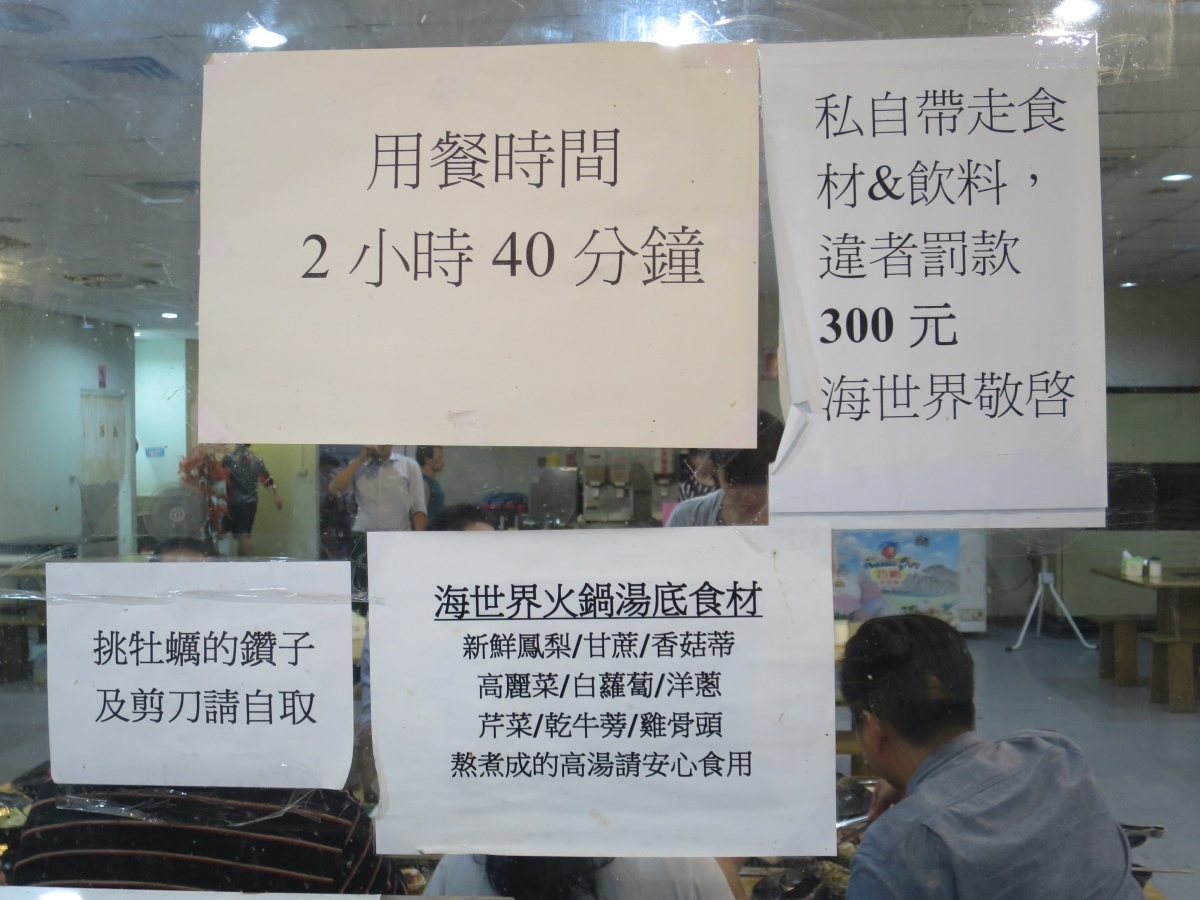 用餐時間
2 小時 40 分鐘
私自帶走食
材&飲料，
違者罰款
300 元
海世界敬啓
挑牡蠣的鑽子
及剪刀請自取
海世界火鍋湯底食材
新鮮鳳梨/甘蔗/香菇蒂
高麗菜/白蘿蔔/洋蔥
芹菜/乾牛蒡/雞骨頭
熬煮成的高湯請安心食用